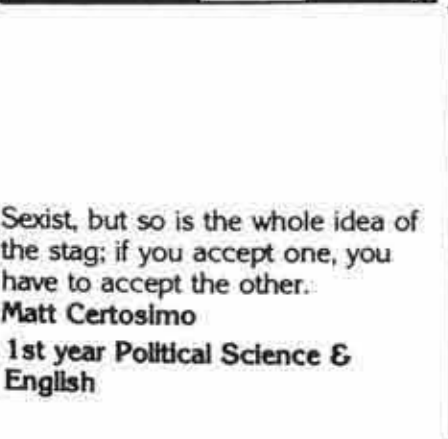 Sexist, but so is the whole idea of
the stag; if you accept one, you
have to accept the other.
Matt Certosimo
1st year Political Science &
English